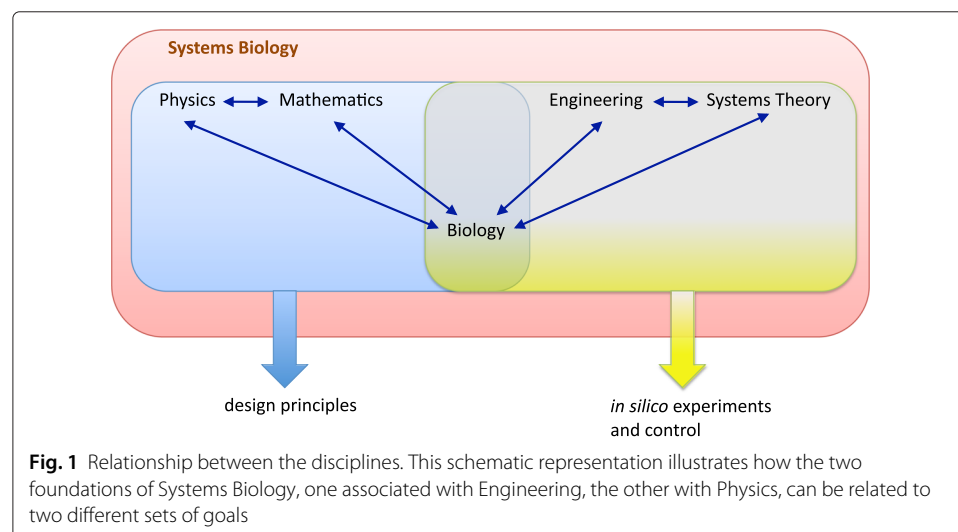 Systems Biology
Physics Mathematics Engineering Systems Theory
Biology
design principles
in silico experiments
and control
Fig. 1 Relationship between the disciplines. This schematic representation illustrates how the two
foundations of Systems Biology, one associated with Engineering, the other with Physics, can be related to
two different sets of goals